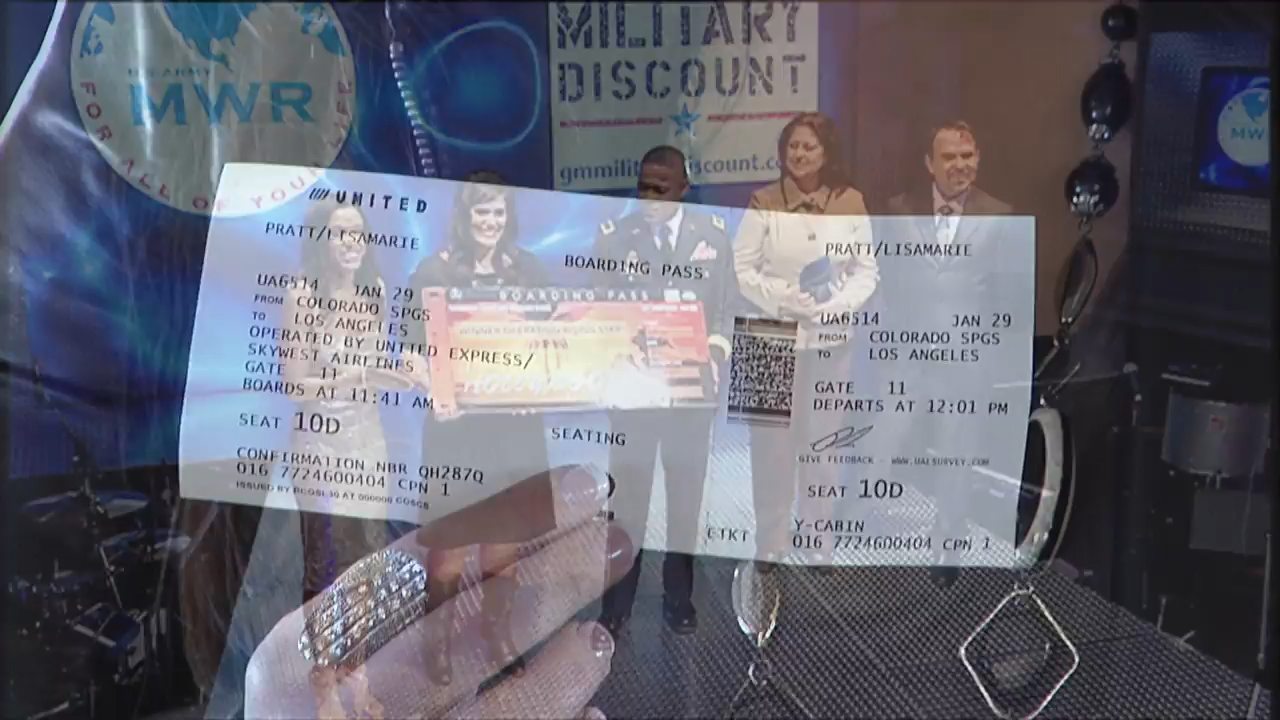 U.S. ARMY
MWR
FOR ALL OF YOUR LIFE
MILITARY
DISCOUNT
UNITED
PRATT/LISAMARIE
UA6514 JAN 29
FROM COLORADO SPGS
TO LOS ANGELES
OPERATED BY UNITED EXPRESS/
SKYWEST AIRLINES
GATE 11
BOARDS AT 11:41 AM
SEAT 10D
CONFIRMATION NBR QH287Q
016 7724600404 CPN 1
BOARDING PASS
BOARDING PASS
SEATING
ETKT
PRATT/LISAMARIE
UA6514 JAN 29
FROM COLORADO SPGS
TO LOS ANGELES
GATE 11
DEPARTS AT 12:01 PM
GIVE FEEDBACK - WWW.UALSURVEY.COM
SEAT 10D
Y-CABIN
016 7724600404 CPN 1
MW